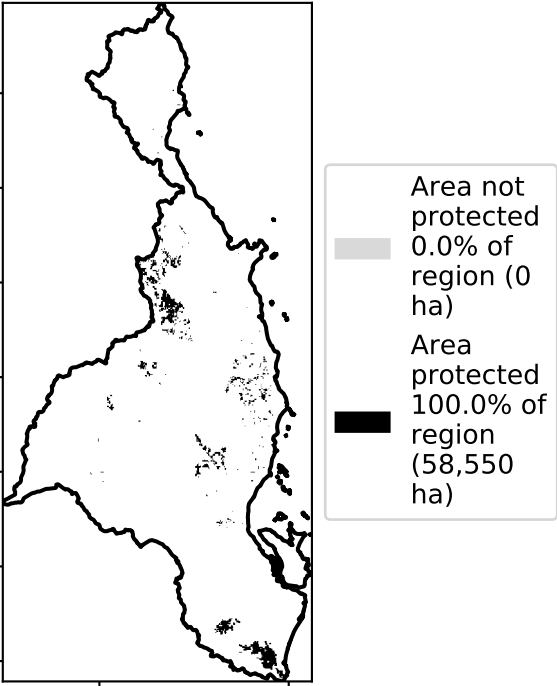 Area not
protected
0.0% of
region (0
ha)
Area
protected
100.0% of
region
(58,550
ha)